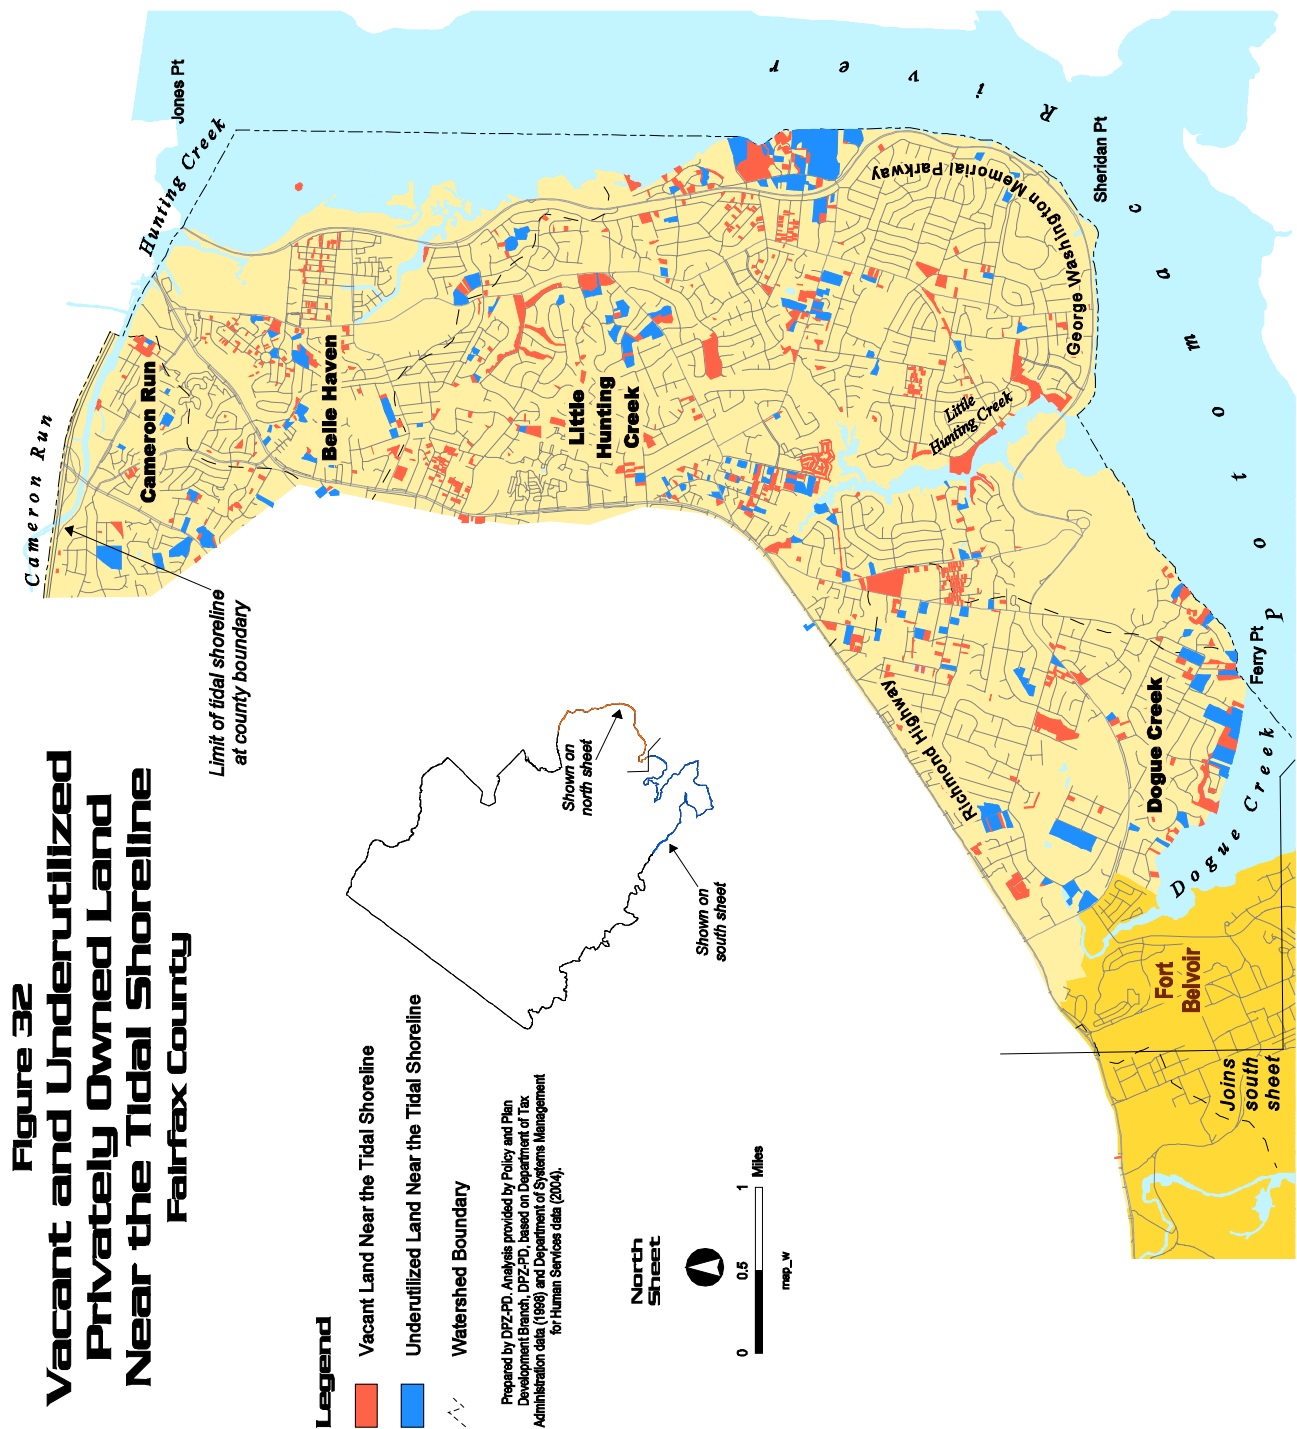 Figure 32
Vacant and Underutilized
Privately Owned Land
Near the Tidal Shoreline
Fairfax County
Limit of tidal shoreline
at county boundary
Cameron Run
Hunting Creek
Jones Pt
Cameron Run
Belle Haven
Little
Hunting
Creek
Little
Hunting Creek
George Washington Memorial Parkway
Sheridan Pt
Potomac River
Richmond Highway
Dogue Creek
Ferry Pt
Dogue Creek
Fort
Belvoir
Joins
south
sheet
Shown on
north sheet
Shown on
south sheet
Legend
Vacant Land Near the Tidal Shoreline
Underutilized Land Near the Tidal Shoreline
Watershed Boundary
Prepared by DPZ-PD. Analysis provided by Policy and Plan
Development Branch, DPZ-PD, based on Department of Tax
Administration data (1998) and Department of Systems Management
for Human Services data (2004).
North
Sheet
0 0.5 1 Miles
map_w